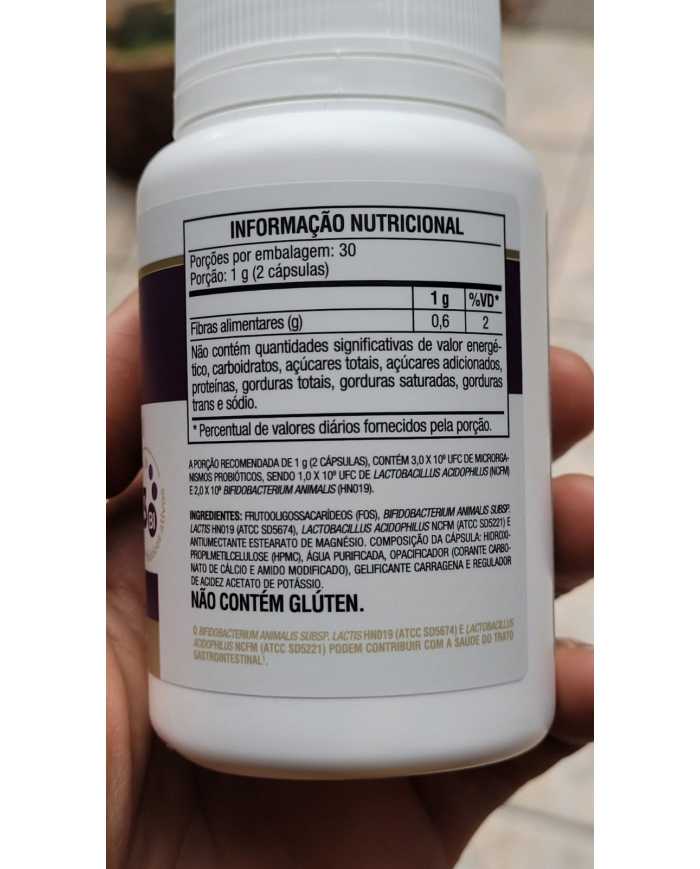 INFORMAÇÃO NUTRICIONAL
Porções por embalagem: 30
Porção: 1 g (2 cápsulas)
1 g %VD*
Fibras alimentares (g) 0,6 2
Não contém quantidades significativas de valor energé-
tico, carboidratos, açúcares totais, açúcares adicionados,
proteínas, gorduras totais, gorduras saturadas, gorduras
trans e sódio.
* Percentual de valores diários fornecidos pela porção.
A PORÇÃO RECOMENDADA DE 1 g (2 CÁPSULAS), CONTÉM 3,0 X 10⁹ UFC DE MICRORGA-
NISMOS PROBIÓTICOS, SENDO 1,0 X 10⁹ UFC DE LACTOBACILLUS ACIDOPHILUS (NCFM)
E 2,0 X 10⁹ BIFIDOBACTERIUM ANIMALIS (HN019).
INGREDIENTES: FRUTOOLIGOSSACARÍDEOS (FOS), BIFIDOBACTERIUM ANIMALIS SUBSP.
LACTIS HN019 (ATCC SD5674), LACTOBACILLUS ACIDOPHILUS NCFM (ATCC SD5221) E
ANTIUMECTANTE ESTEARATO DE MAGNÉSIO. COMPOSIÇÃO DA CÁPSULA: HIDROXI-
PROPILMETILCELULOSE (HPMC), ÁGUA PURIFICADA, OPACIFICADOR (CORANTE CARBO-
NATO DE CÁLCIO E AMIDO MODIFICADO), GELIFICANTE CARRAGENA E REGULADOR
DE ACIDEZ ACETATO DE POTÁSSIO.
NÃO CONTÉM GLÚTEN.
O BIFIDOBACTERIUM ANIMALIS SUBSP. LACTIS HN019 (ATCC SD5674) E LACTOBACILLUS
ACIDOPHILUS NCFM (ATCC SD5221) PODEM CONTRIBUIR COM A SAÚDE DO TRATO
GASTROINTESTINAL¹.